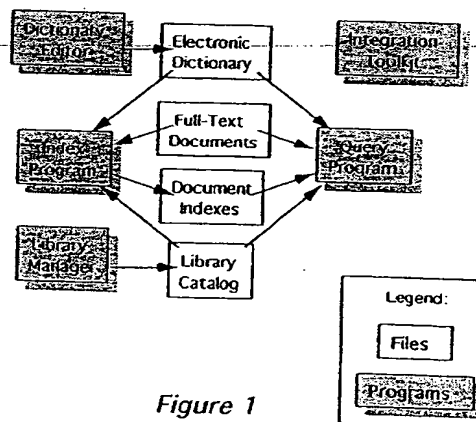 Dictionary
Editor
Electronic
Dictionary
Integration
Toolkit
Index
Program
Full-Text
Documents
Query
Program
Document
Indexes
Library
Manager
Library
Catalog
Legend:
Files
Programs
Figure 1